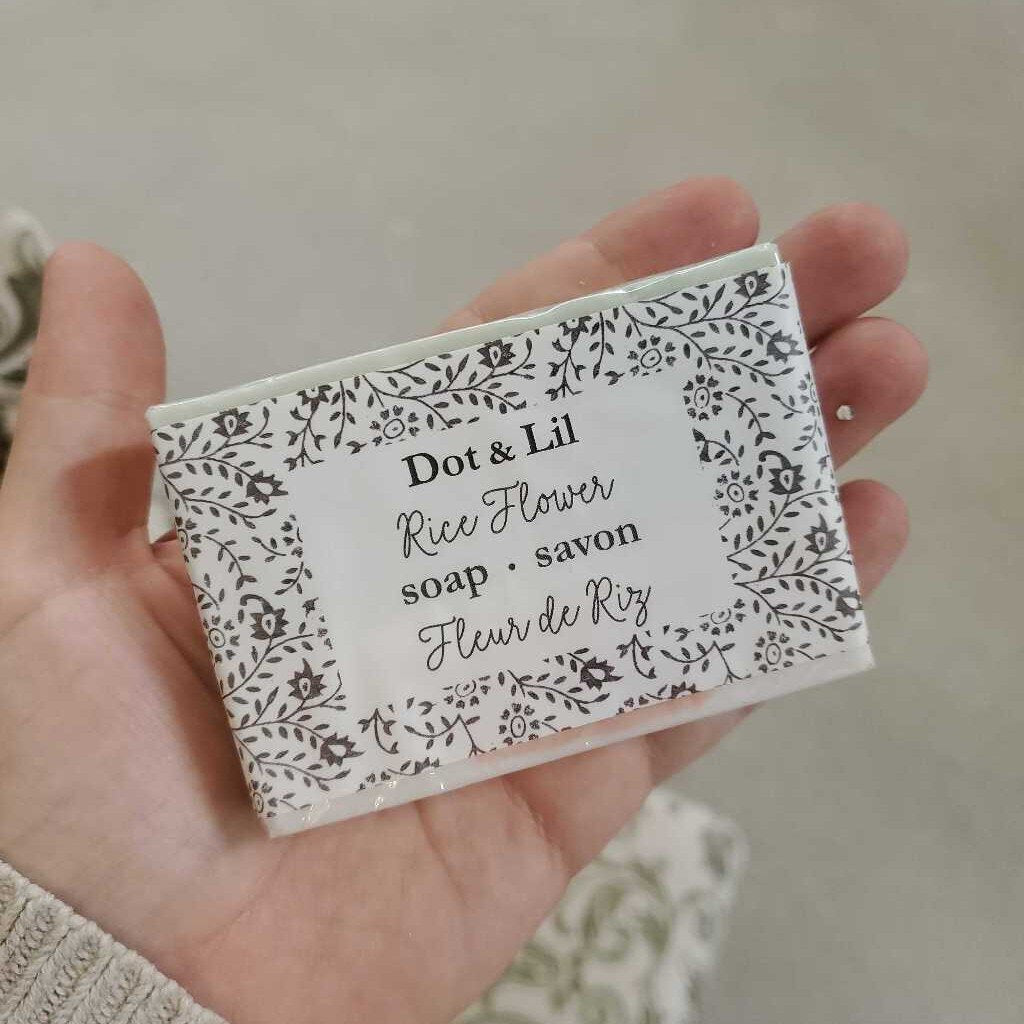 Dot & Lil
Rice Flower
soap · savon
Fleur de Riz